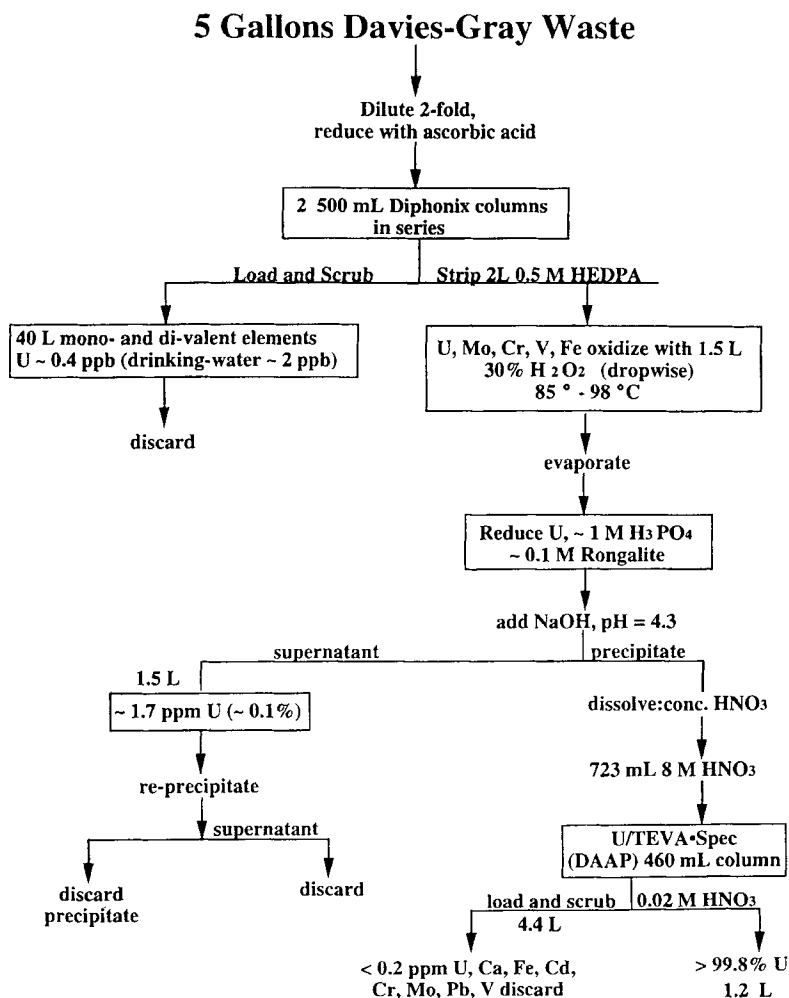 5 Gallons Davies-Gray Waste
Dilute 2-fold,
reduce with ascorbic acid
2 500 mL Diphonix columns
in series
Load and Scrub
Strip 2L 0.5 M HEDPA
40 L mono- and di-valent elements
U ~ 0.4 ppb (drinking-water ~ 2 ppb)
discard
U, Mo, Cr, V, Fe oxidize with 1.5 L
30% H 2 O 2 (dropwise)
85 ° - 98 °C
evaporate
Reduce U, ~ 1 M H3 PO4
~ 0.1 M Rongalite
add NaOH, pH = 4.3
supernatant
precipitate
1.5 L
~ 1.7 ppm U (~ 0.1%)
re-precipitate
supernatant
discard
precipitate
discard
dissolve:conc. HNO3
723 mL 8 M HNO3
U/TEVA•Spec
(DAAP) 460 mL column
load and scrub
4.4 L
0.02 M HNO3
< 0.2 ppm U, Ca, Fe, Cd,
Cr, Mo, Pb, V discard
> 99.8% U
1.2 L